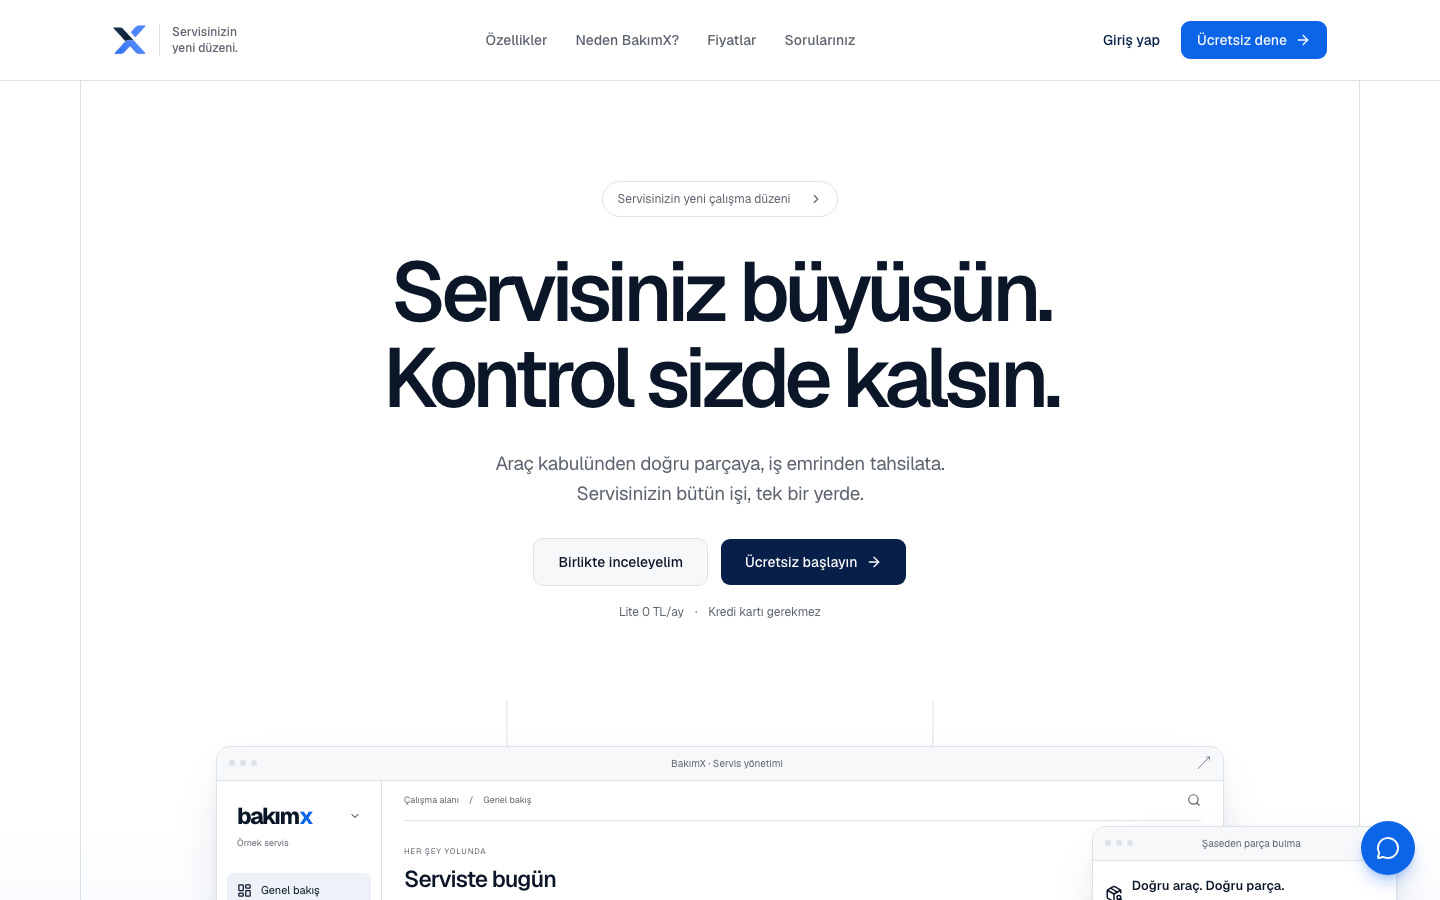 Servisinizin
yeni düzeni.
Özellikler
Neden BakımX?
Fiyatlar
Sorularınız
Giriş yap
Ücretsiz dene
Servisinizin yeni çalışma düzeni
Servisiniz büyüsün.
Kontrol sizde kalsın.
Araç kabulünden doğru parçaya, iş emrinden tahsilata.
Servisinizin bütün işi, tek bir yerde.
Birlikte inceleyelim
Ücretsiz başlayın
Lite 0 TL/ay · Kredi kartı gerekmez
BakımX · Servis yönetimi
bakımx
Örnek servis
Genel bakış
Çalışma alanı / Genel bakış
HER ŞEY YOLUNDA
Serviste bugün
Şaseden parça bulma
Doğru araç. Doğru parça.